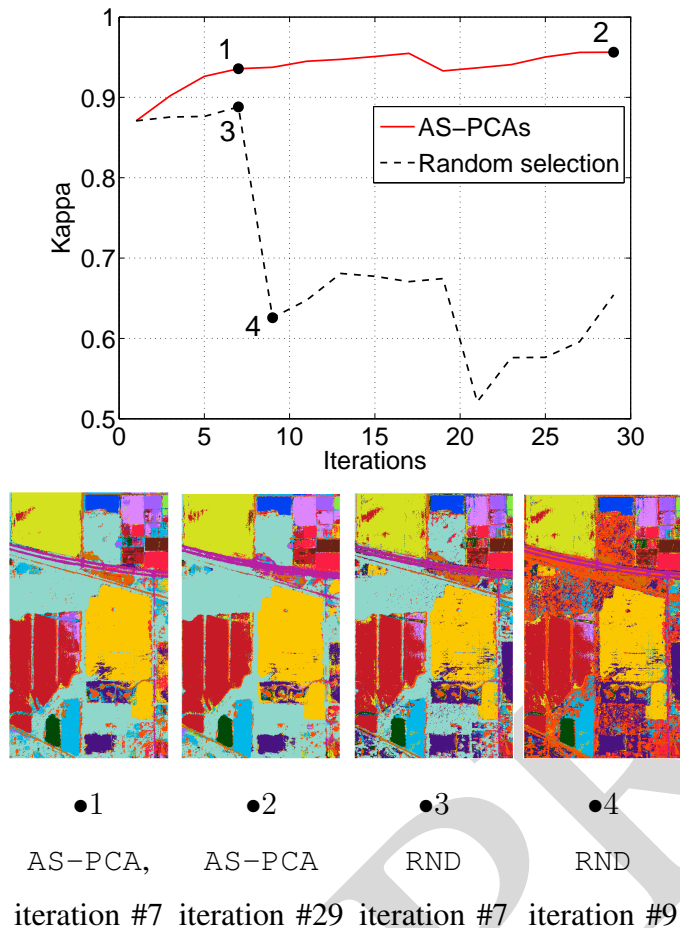 1
0.9
0.8
0.7
0.6
0.5
Kappa
0
5
10
15
20
25
30
Iterations
1
2
3
4
AS-PCAs
Random selection
•1
•2
•3
•4
AS-PCA,
AS-PCA
RND
RND
iteration #7
iteration #29
iteration #7
iteration #9